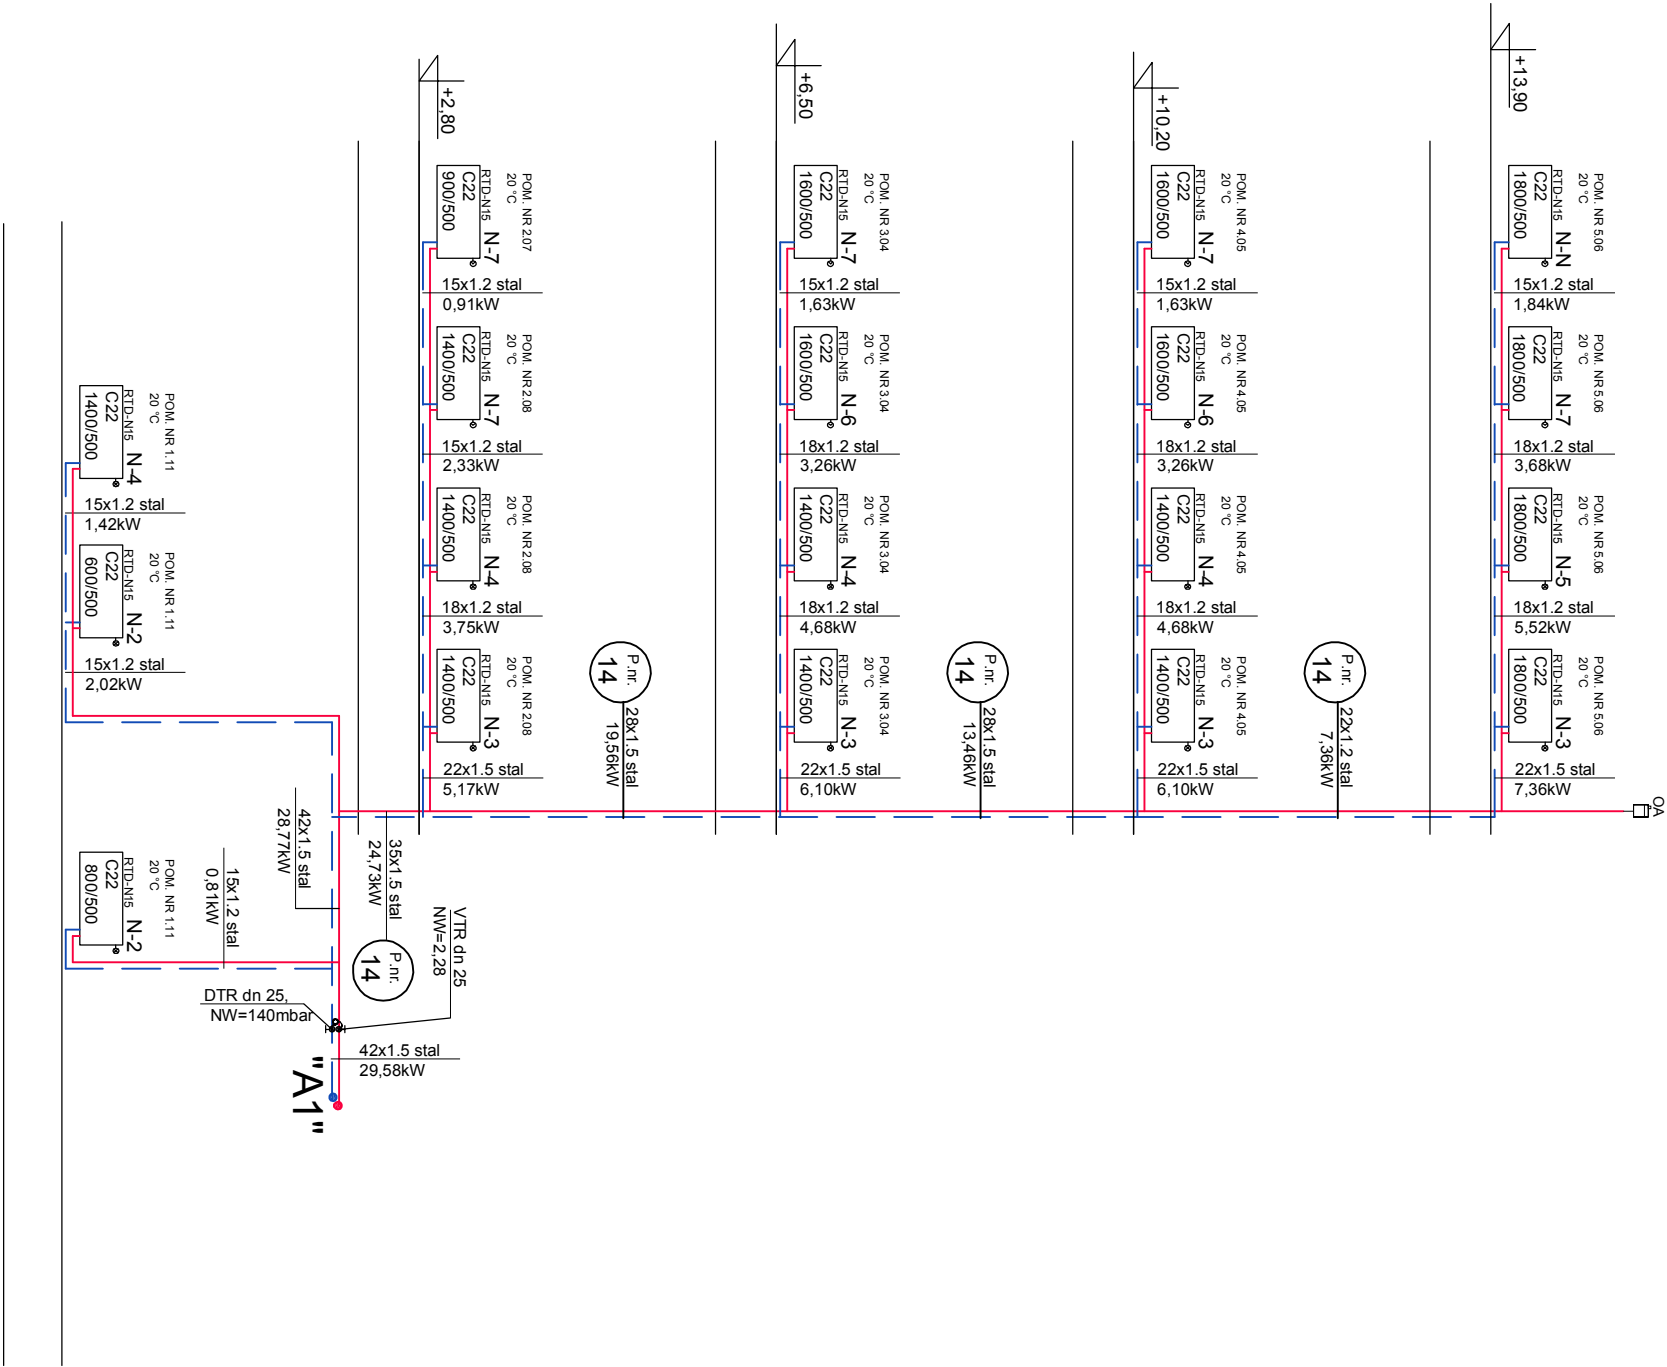 +2,80
+6,50
+10,20
+13,90
OA
POM. NR 2.07
20 °C
RTD-N15 N-7
C22
900/500
15x1.2 stal
0,91kW
POM. NR 2.08
20 °C
RTD-N15 N-7
C22
1400/500
15x1.2 stal
2,33kW
POM. NR 2.08
20 °C
RTD-N15 N-4
C22
1400/500
18x1.2 stal
3,75kW
POM. NR 2.08
20 °C
RTD-N15 N-3
C22
1400/500
22x1.5 stal
5,17kW
P.nr.
14
28x1.5 stal
19,56kW
POM. NR 3.04
20 °C
RTD-N15 N-7
C22
1600/500
15x1.2 stal
1,63kW
POM. NR 3.04
20 °C
RTD-N15 N-6
C22
1600/500
18x1.2 stal
3,26kW
POM. NR 3.04
20 °C
RTD-N15 N-4
C22
1400/500
18x1.2 stal
4,68kW
POM. NR 3.04
20 °C
RTD-N15 N-3
C22
1400/500
22x1.5 stal
6,10kW
P.nr.
14
28x1.5 stal
13,46kW
POM. NR 4.05
20 °C
RTD-N15 N-7
C22
1600/500
15x1.2 stal
1,63kW
POM. NR 4.05
20 °C
RTD-N15 N-6
C22
1600/500
18x1.2 stal
3,26kW
POM. NR 4.05
20 °C
RTD-N15 N-4
C22
1400/500
18x1.2 stal
4,68kW
POM. NR 4.05
20 °C
RTD-N15 N-3
C22
1400/500
22x1.5 stal
6,10kW
P.nr.
14
22x1.2 stal
7,36kW
POM. NR 5.06
20 °C
RTD-N15 N-N
C22
1800/500
15x1.2 stal
1,84kW
POM. NR 5.06
20 °C
RTD-N15 N-7
C22
1800/500
18x1.2 stal
3,68kW
POM. NR 5.06
20 °C
RTD-N15 N-5
C22
1800/500
18x1.2 stal
5,52kW
POM. NR 5.06
20 °C
RTD-N15 N-3
C22
1800/500
22x1.5 stal
7,36kW
POM. NR 1.11
20 °C
RTD-N15 N-4
C22
1400/500
15x1.2 stal
1,42kW
POM. NR 1.11
20 °C
RTD-N15 N-2
C22
600/500
15x1.2 stal
2,02kW
POM. NR 1.11
20 °C
RTD-N15 N-2
C22
800/500
15x1.2 stal
0,81kW
42x1.5 stal
28,77kW
35x1.5 stal
24,73kW
P.nr.
14
VTR dn 25
NW=2,28
DTR dn 25,
NW=140mbar
42x1.5 stal
29,58kW
"A1"